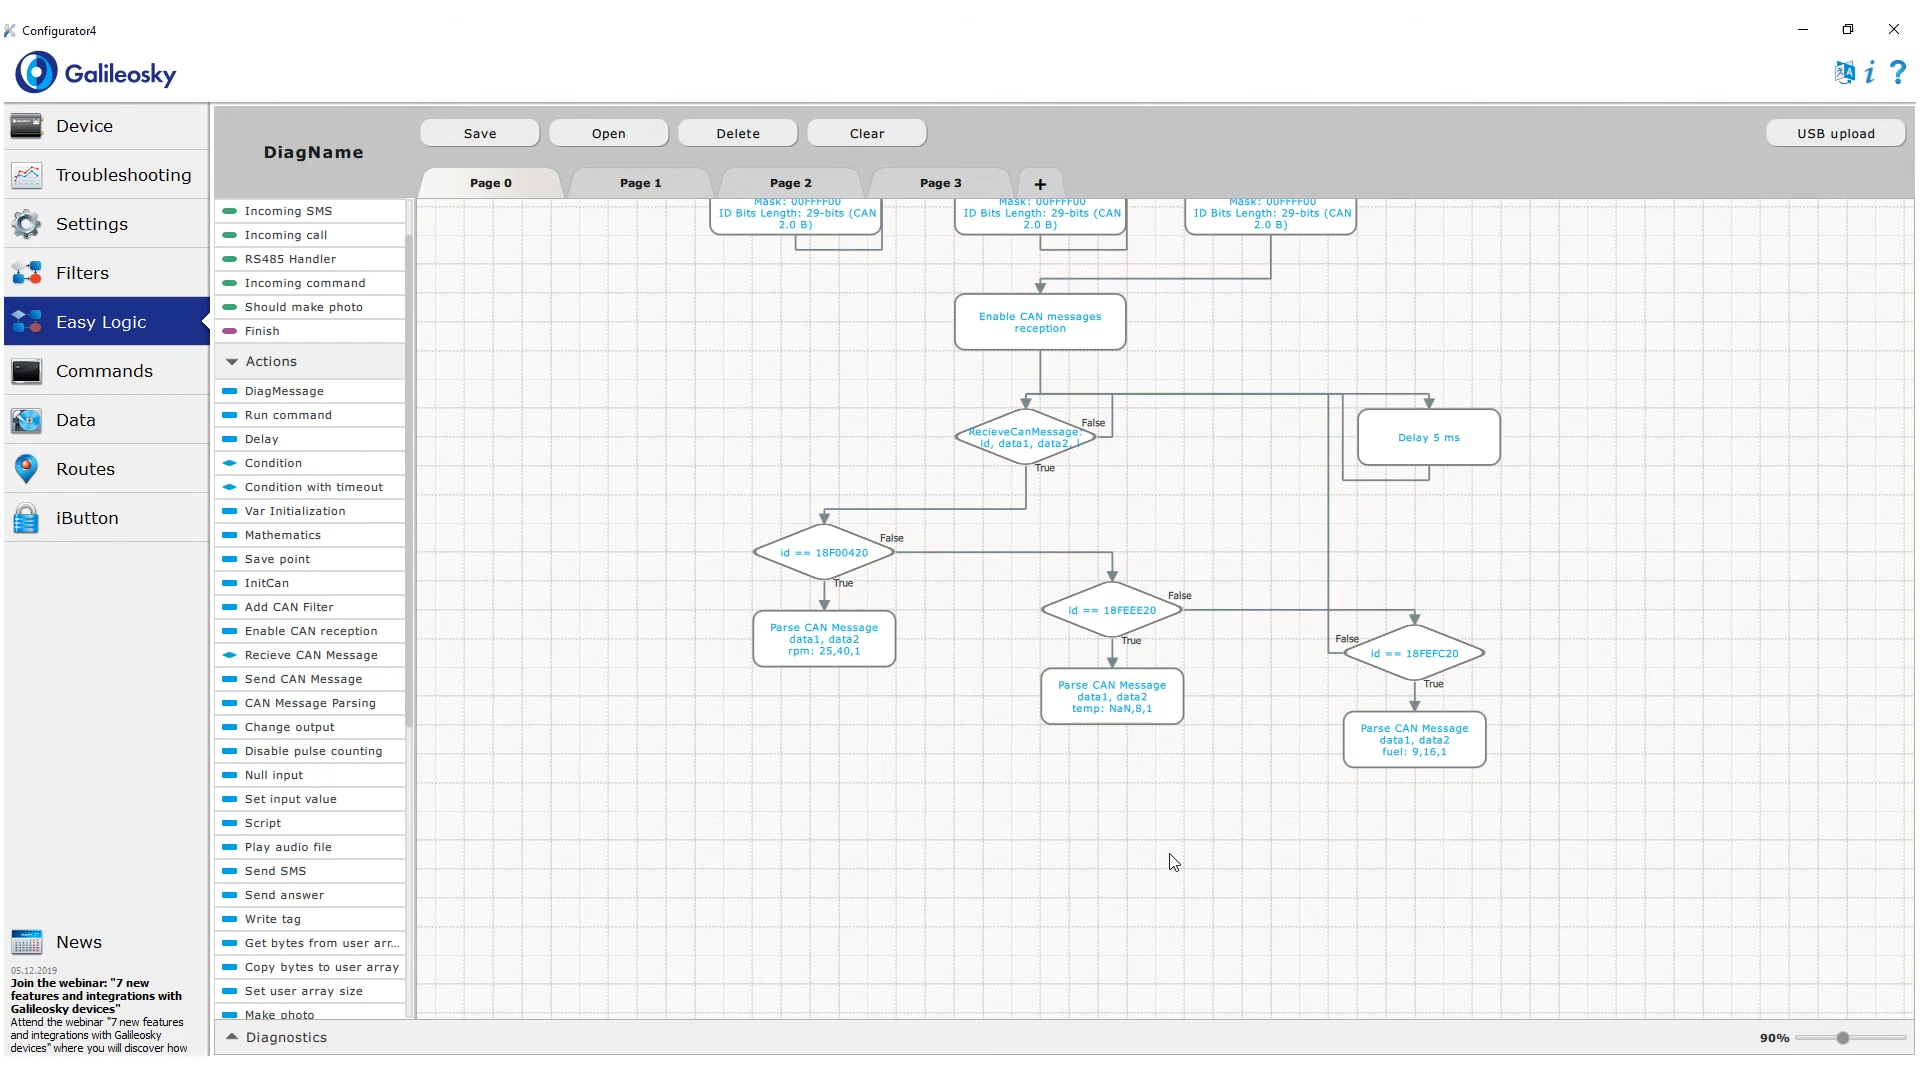 Configurator4
Galileosky
Device
Troubleshooting
Settings
Filters
Easy Logic
Commands
Data
Routes
iButton
News
05.12.2019
Join the webinar: "7 new
features and integrations with
Galileosky devices"
Attend the webinar "7 new features
and integrations with Galileosky
devices" where you will discover how
DiagName
Save
Open
Delete
Clear
USB upload
Page 0
Page 1
Page 2
Page 3
+
Incoming SMS
Incoming call
RS485 Handler
Incoming command
Should make photo
Finish
Actions
DiagMessage
Run command
Delay
Condition
Condition with timeout
Var Initialization
Mathematics
Save point
InitCan
Add CAN Filter
Enable CAN reception
Recieve CAN Message
Send CAN Message
CAN Message Parsing
Change output
Disable pulse counting
Null input
Set input value
Script
Play audio file
Send SMS
Send answer
Write tag
Get bytes from user arr...
Copy bytes to user array
Set user array size
Make photo
Mask: 00FFFF00
ID Bits Length: 29-bits (CAN
2.0 B)
Mask: 00FFFF00
ID Bits Length: 29-bits (CAN
2.0 B)
Mask: 00FFFF00
ID Bits Length: 29-bits (CAN
2.0 B)
Enable CAN messages
reception
RecieveCanMessage:
id, data1, data2,
False
True
Delay 5 ms
id == 18F00420
False
True
Parse CAN Message
data1, data2
rpm: 25,40,1
id == 18FEEE20
False
True
Parse CAN Message
data1, data2
temp: NaN,8,1
id == 18FEFC20
False
True
Parse CAN Message
data1, data2
fuel: 9,16,1
Diagnostics
90%